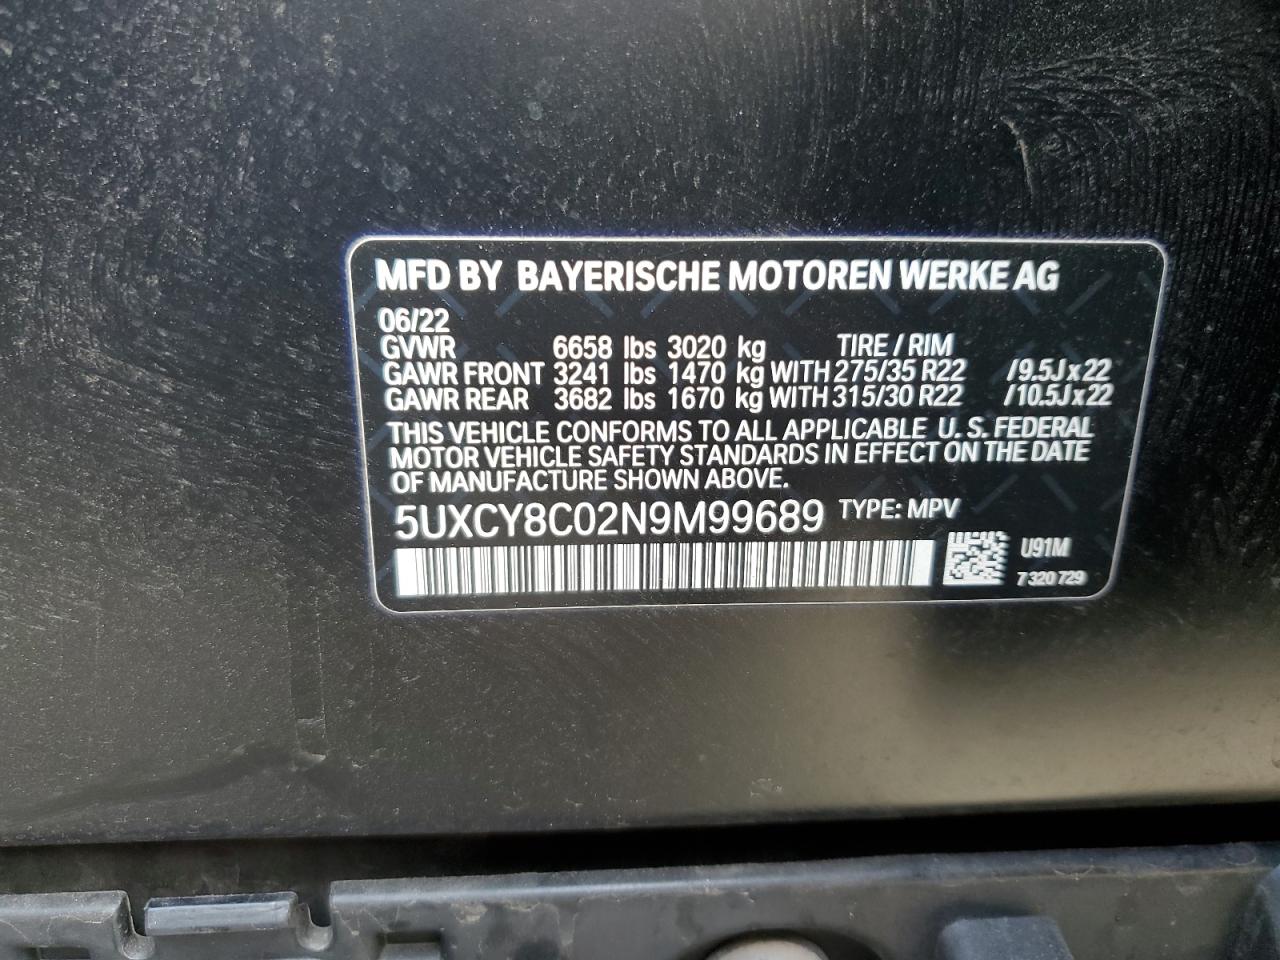 MFD BY BAYERISCHE MOTOREN WERKE AG
06/22
GVWR 6658 lbs 3020 kg TIRE / RIM
GAWR FRONT 3241 lbs 1470 kg WITH 275/35 R22 /9.5J x 22
GAWR REAR 3682 lbs 1670 kg WITH 315/30 R22 /10.5J x 22
THIS VEHICLE CONFORMS TO ALL APPLICABLE U.S. FEDERAL
MOTOR VEHICLE SAFETY STANDARDS IN EFFECT ON THE DATE
OF MANUFACTURE SHOWN ABOVE.
5UXCY8C02N9M99689 TYPE: MPV
U91M
7 320 729